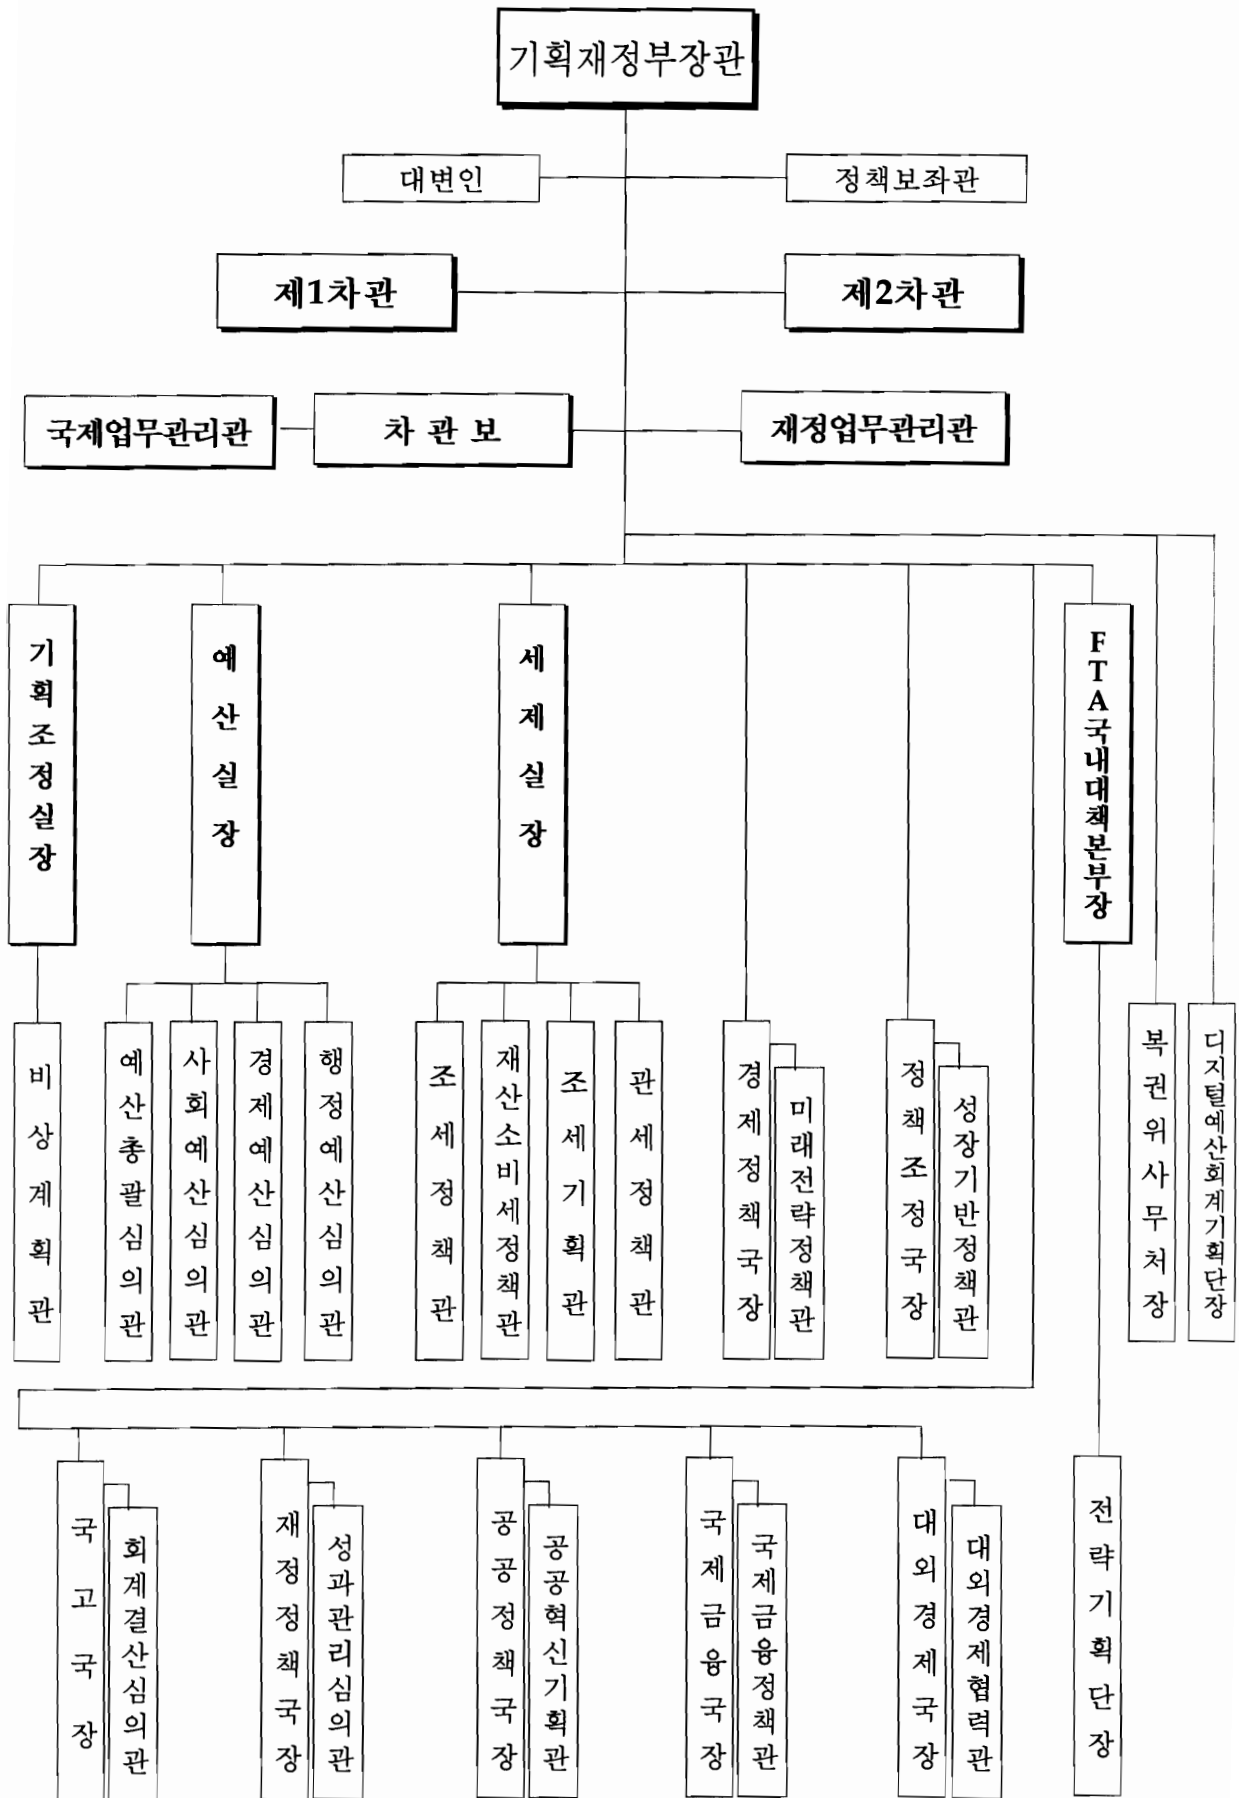 기획재정부장관
대변인
정책보좌관
제1차관
제2차관
국제업무관리관
차관보
재정업무관리관
기획조정실장
예산실장
세제실장
FTA국내대책본부장
비상계획관
예산총괄심의관
사회예산심의관
경제예산심의관
행정예산심의관
조세정책관
재산소비세정책관
조세기획관
관세정책관
경제정책국장
미래전략정책관
정책조정국장
성장기반정책관
복권위사무처장
디지털예산회계기획단장
국고국장
회계결산심의관
재정정책국장
성과관리심의관
공공정책국장
공공혁신기획관
국제금융국장
국제금융정책관
대외경제국장
대외경제협력관
전략기획단장